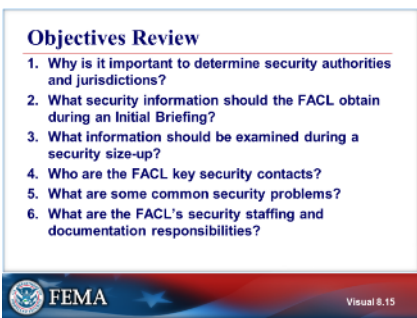 Objectives Review
1. Why is it important to determine security authorities
and jurisdictions?
2. What security information should the FACL obtain
during an Initial Briefing?
3. What information should be examined during a
security size-up?
4. Who are the FACL key security contacts?
5. What are some common security problems?
6. What are the FACL's security staffing and
documentation responsibilities?
FEMA
Visual 8.15